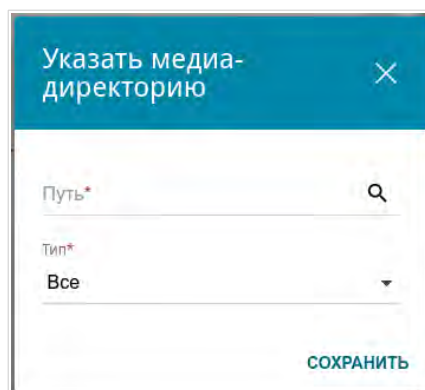 Указать медиа-
директорию
Путь*
Тип*
Все
СОХРАНИТЬ